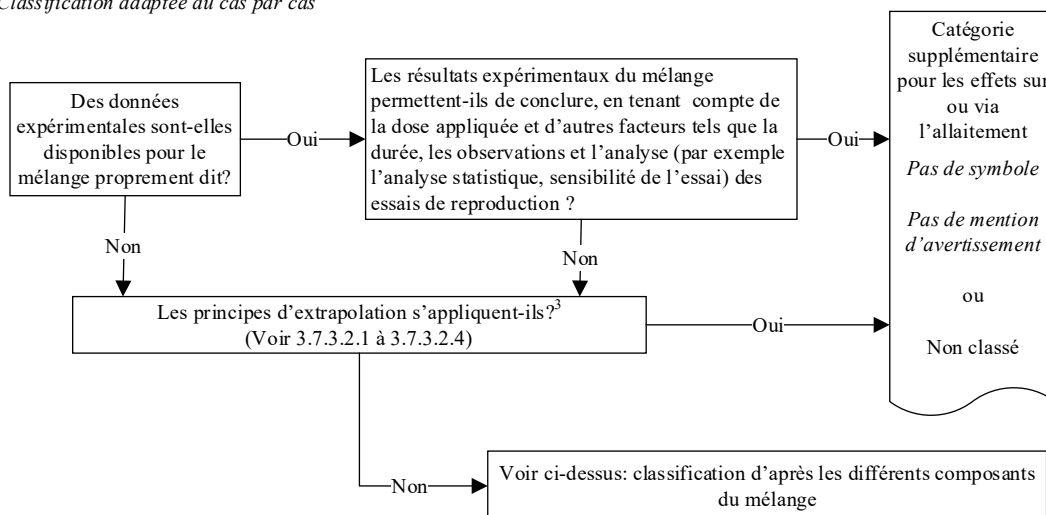 Classification adaptée au cas par cas
Des données
expérimentales sont-elles
disponibles pour le
mélange proprement dit?
Oui
Les résultats expérimentaux du mélange
permettent-ils de conclure, en tenant compte de
la dose appliquée et d'autres facteurs tels que la
durée, les observations et l'analyse (par exemple
l'analyse statistique, sensibilité de l'essai) des
essais de reproduction ?
Oui
Catégorie
supplémentaire
pour les effets sur
ou via
l'allaitement
Pas de symbole
Pas de mention
d'avertissement
ou
Non classé
Non
Non
Les principes d'extrapolation s'appliquent-ils?³
(Voir 3.7.3.2.1 à 3.7.3.2.4)
Oui
Non
Voir ci-dessus: classification d'après les différents composants
du mélange